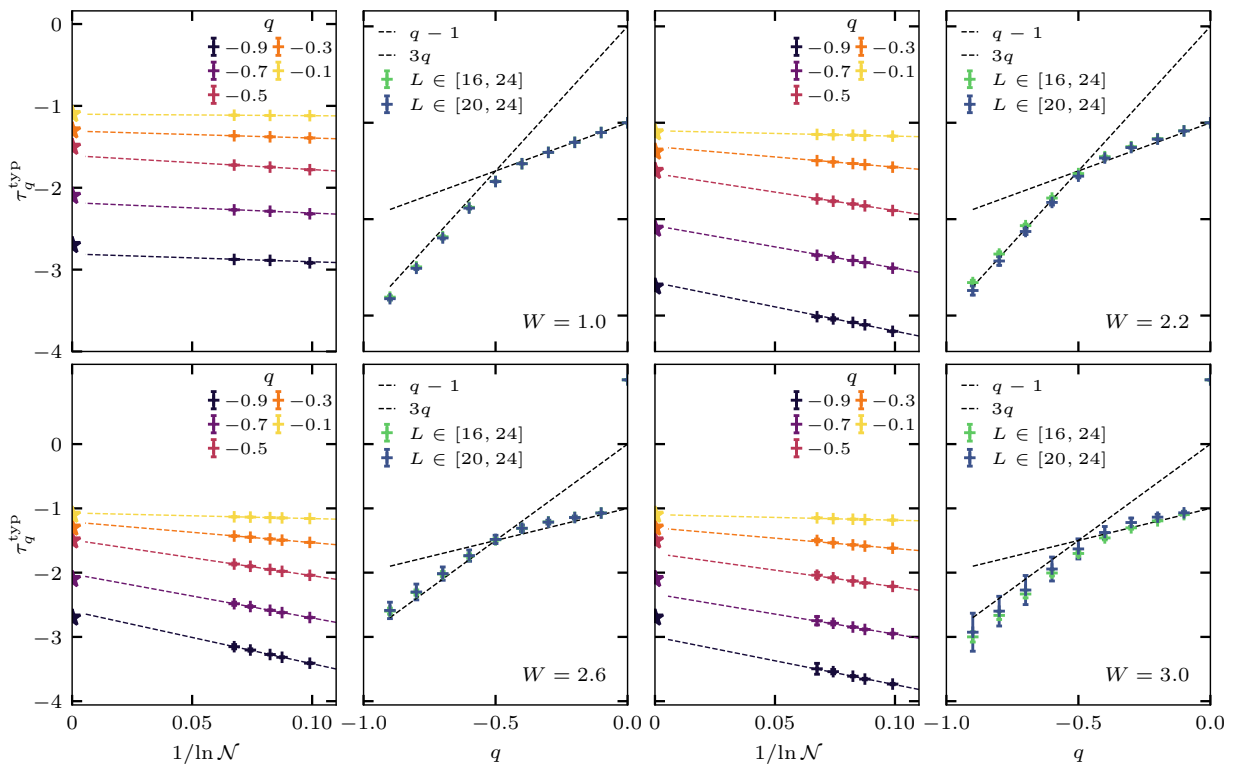 q q − 1 q q − 1
0 −0.9 −0.3 3q −0.9 −0.3 3q
−0.7 −0.1 L ∈ [16, 24] −0.7 −0.1 L ∈ [16, 24]
−0.5 L ∈ [20, 24] −0.5 L ∈ [20, 24]
−1
τ_q^typ
−2
−3
W = 1.0 W = 2.2
−4
q q − 1 q q − 1
−0.9 −0.3 3q −0.9 −0.3 3q
−0.7 −0.1 L ∈ [16, 24] −0.7 −0.1 L ∈ [16, 24]
0 −0.5 L ∈ [20, 24] −0.5 L ∈ [20, 24]
−1
τ_q^typ
−2
−3
W = 2.6 W = 3.0
−4
0 0.05 0.10 −1.0 −0.5 0.0 0 0.05 0.10 −1.0 −0.5 0.0
1/ln 𝒩 q 1/ln 𝒩 q